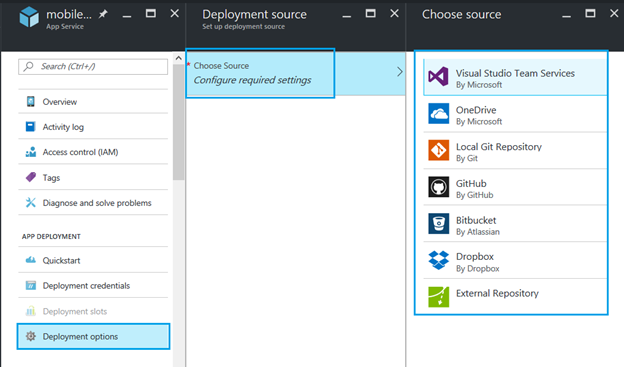 mobile...
App Service
Search (Ctrl+/)
Overview
Activity log
Access control (IAM)
Tags
Diagnose and solve problems
APP DEPLOYMENT
Quickstart
Deployment credentials
Deployment slots
Deployment options
Deployment source
Set up deployment source
* Choose Source
Configure required settings
Choose source
Visual Studio Team Services
By Microsoft
OneDrive
By Microsoft
Local Git Repository
By Git
GitHub
By GitHub
Bitbucket
By Atlassian
Dropbox
By Dropbox
External Repository